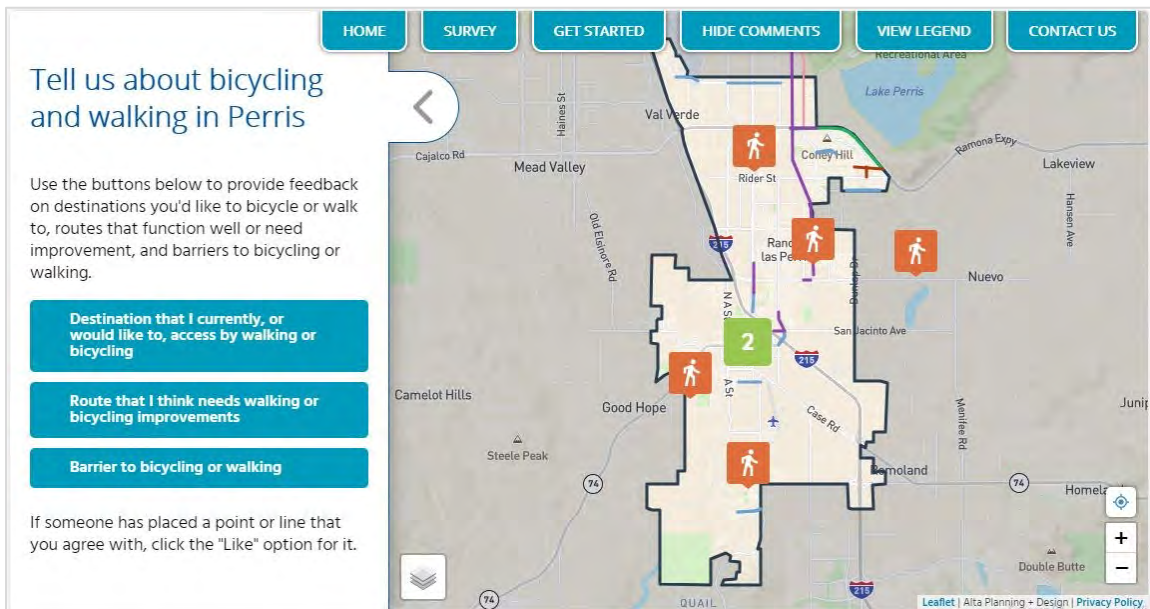 HOME
SURVEY
GET STARTED
HIDE COMMENTS
VIEW LEGEND
CONTACT US
Tell us about bicycling
and walking in Perris
Use the buttons below to provide feedback
on destinations you'd like to bicycle or walk
to, routes that function well or need
improvement, and barriers to bicycling or
walking.
Destination that I currently, or
would like to, access by walking or
bicycling
Route that I think needs walking or
bicycling improvements
Barrier to bicycling or walking
If someone has placed a point or line that
you agree with, click the "Like" option for it.
Recreational Area
Lake Perris
Haines St
Val Verde
Cajalco Rd
Mead Valley
Coney Hill
Ramona Expy
Lakeview
Rider St
Hansen Ave
Old Elsinore Rd
215
las Per
Nuevo
Dunlap Dr
San Jacinto Ave
2
215
A St
Camelot Hills
Good Hope
Case Rd
Menifee Rd
Junip
Steele Peak
74
Romoland
74
Homela
+
−
Double Butte
74
215
QUAIL
Leaflet | Alta Planning + Design | Privacy Policy